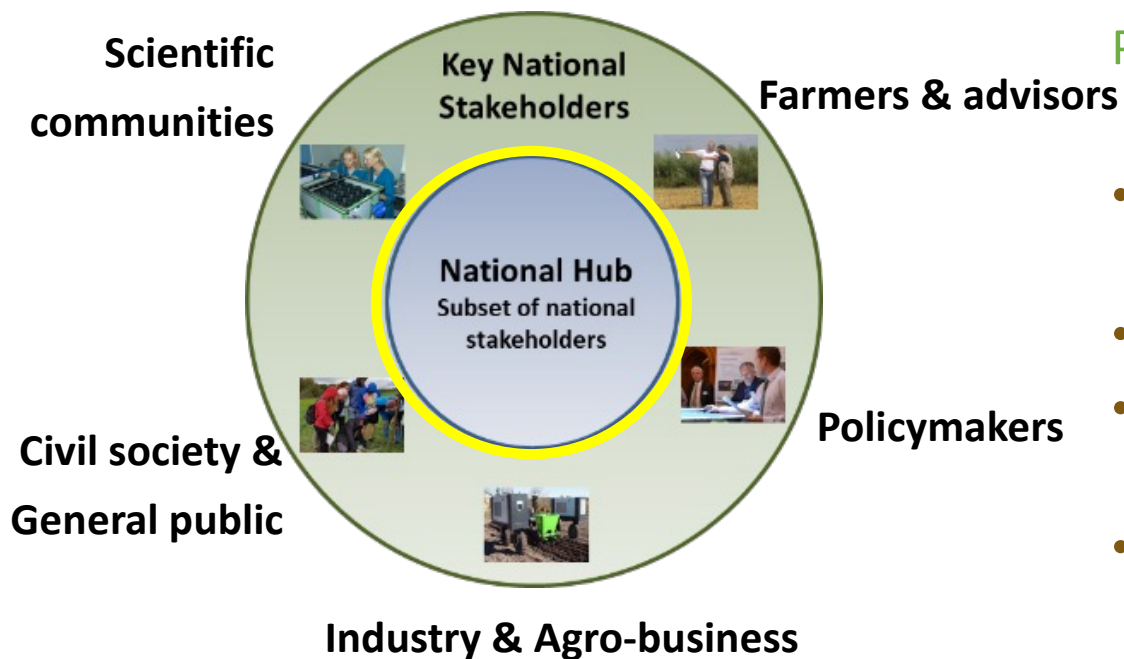 Scientific
communities
Key National
Stakeholders
Farmers & advisors
National Hub
Subset of national
stakeholders
Policymakers
Civil society &
General public
Industry & Agro-business